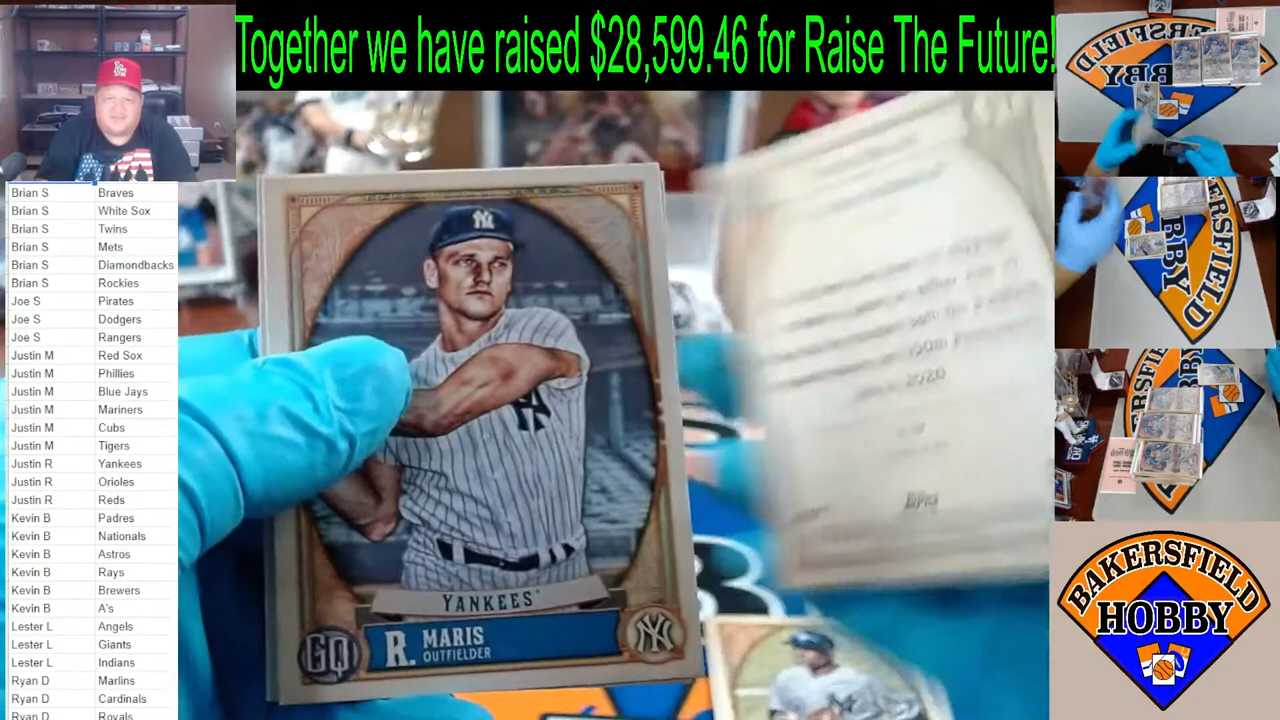 Together we have raised $28,599.46 for Raise The Future!
Brian S Braves
Brian S White Sox
Brian S Twins
Brian S Mets
Brian S Diamondbacks
Brian S Rockies
Joe S Pirates
Joe S Dodgers
Joe S Rangers
Justin M Red Sox
Justin M Phillies
Justin M Blue Jays
Justin M Mariners
Justin M Cubs
Justin M Tigers
Justin R Yankees
Justin R Orioles
Justin R Reds
Kevin B Padres
Kevin B Nationals
Kevin B Astros
Kevin B Rays
Kevin B Brewers
Kevin B A's
Lester L Angels
Lester L Giants
Lester L Indians
Ryan D Marlins
Ryan D Cardinals
Ryan D Royals
NY
YANKEES
GQ
R. MARIS
OUTFIELDER
NY
2020
TOPPS
BAKERSFIELD
HOBBY